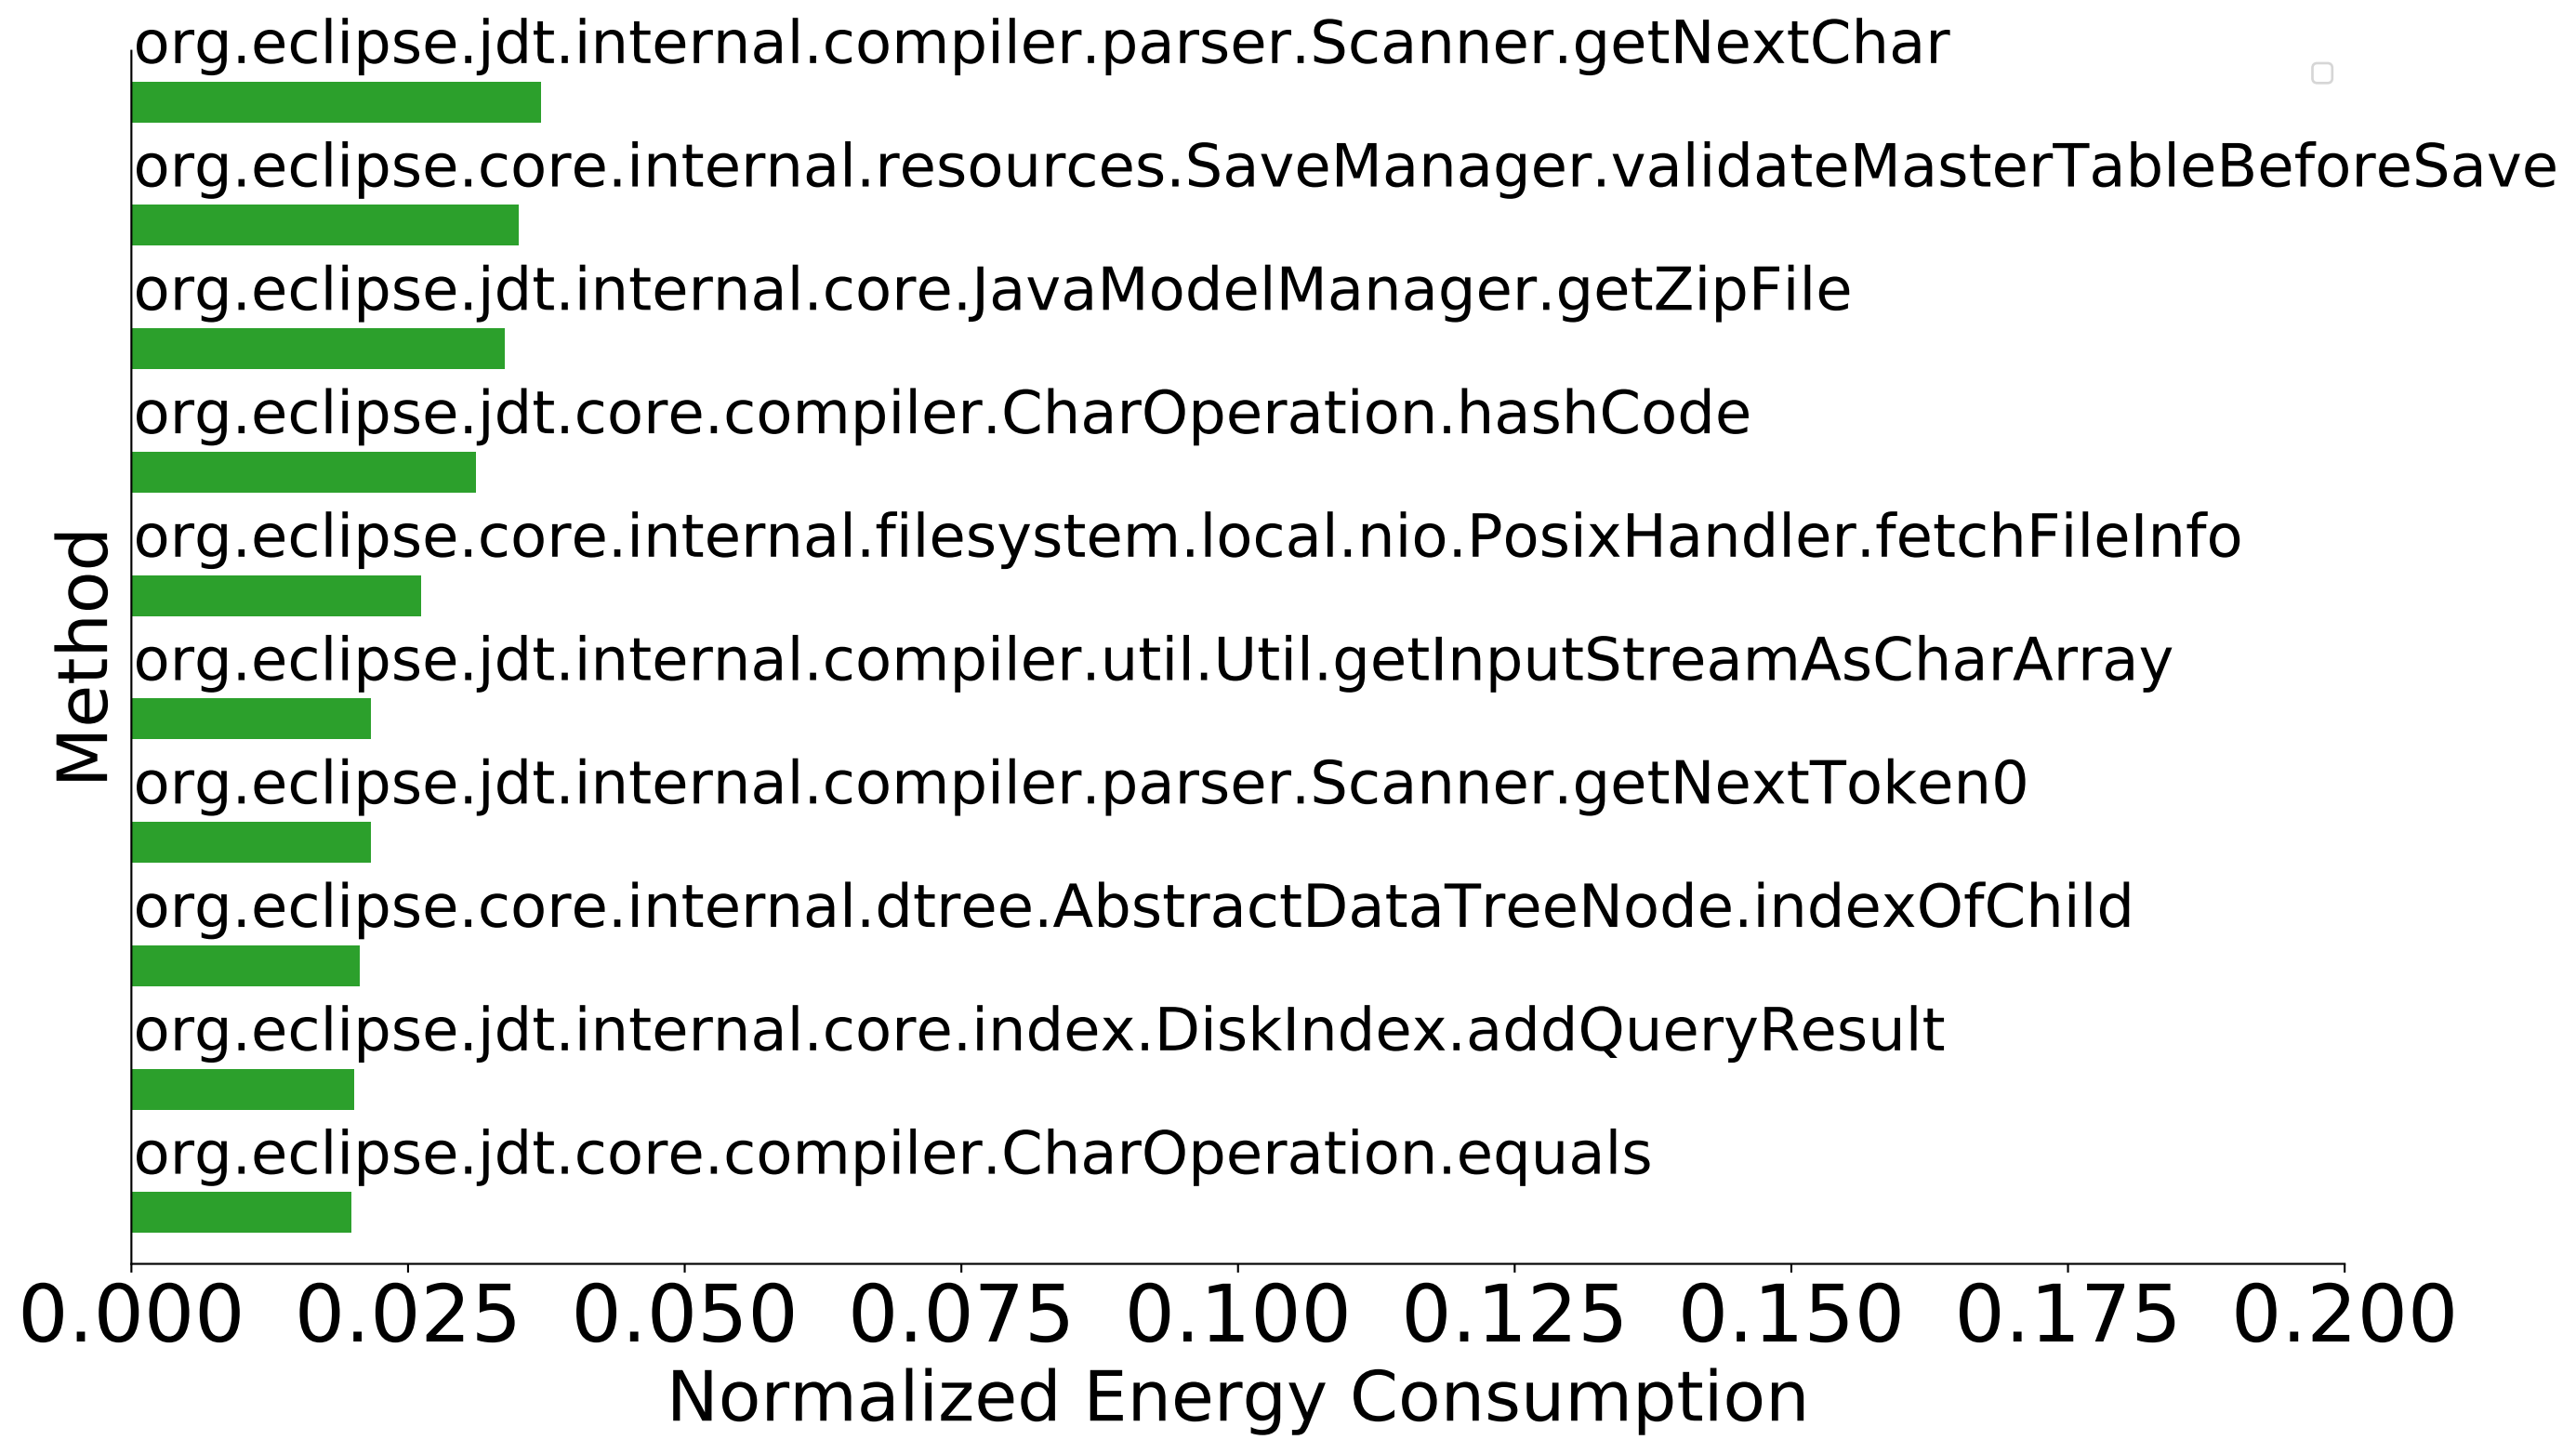 org.eclipse.jdt.internal.compiler.parser.Scanner.getNextChar
org.eclipse.core.internal.resources.SaveManager.validateMasterTableBeforeSave
org.eclipse.jdt.internal.core.JavaModelManager.getZipFile
org.eclipse.jdt.core.compiler.CharOperation.hashCode
org.eclipse.core.internal.filesystem.local.nio.PosixHandler.fetchFileInfo
org.eclipse.jdt.internal.compiler.util.Util.getInputStreamAsCharArray
org.eclipse.jdt.internal.compiler.parser.Scanner.getNextToken0
org.eclipse.core.internal.dtree.AbstractDataTreeNode.indexOfChild
org.eclipse.jdt.internal.core.index.DiskIndex.addQueryResult
org.eclipse.jdt.core.compiler.CharOperation.equals
Method
0.000 0.025 0.050 0.075 0.100 0.125 0.150 0.175 0.200
Normalized Energy Consumption